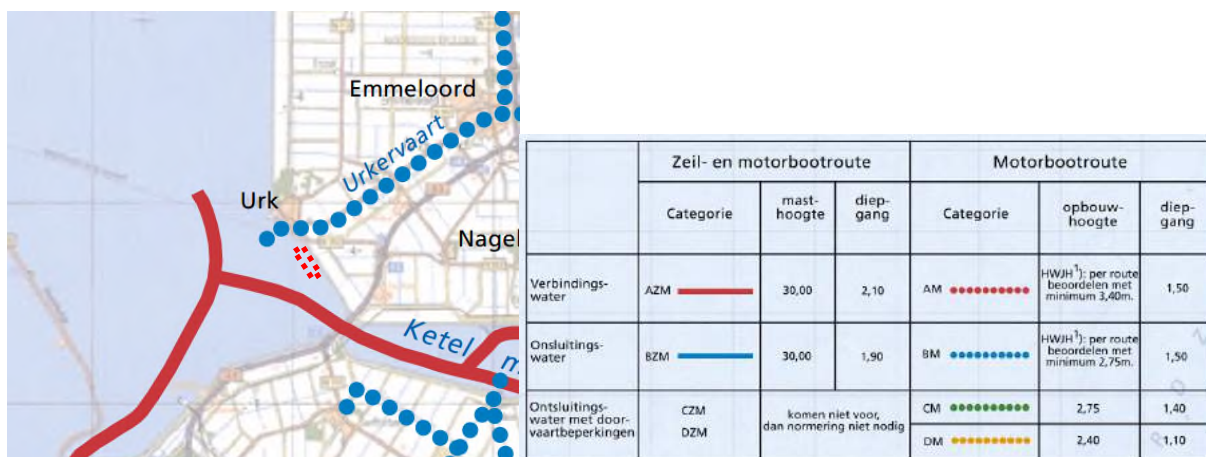 Emmeloord
Urkervaart
Urk
Nagel
Ketel m
Zeil- en motorbootroute
Motorbootroute
Categorie
mast-
hoogte
diep-
gang
Categorie
opbouw-
hoogte
diep-
gang
Verbindings-
water
AZM
30,00
2,10
AM
HWJH¹): per route
beoordelen met
minimum 3,40m.
1,50
Onsluitings-
water
BZM
30,00
1,90
BM
HWJH¹): per route
beoordelen met
minimum 2,75m.
1,50
Ontsluitings-
water met door-
vaartbeperkingen
CZM
DZM
komen niet voor,
dan normering niet nodig
CM
2,75
1,40
DM
2,40
1,10